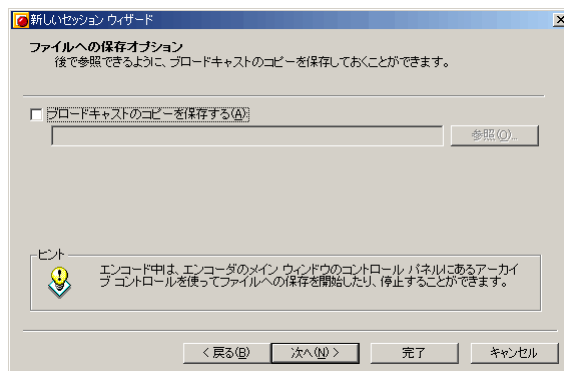 新しいセッション ウィザード
ファイルへの保存オプション
後で参照できるように、ブロードキャストのコピーを保存しておくことができます。
ブロードキャストのコピーを保存する(A):
参照(O)...
ヒント
エンコード中は、エンコーダのメイン ウィンドウのコントロール パネルにあるアーカイ
ブ コントロールを使ってファイルへの保存を開始したり、停止することができます。
< 戻る(B)
次へ(N) >
完了
キャンセル